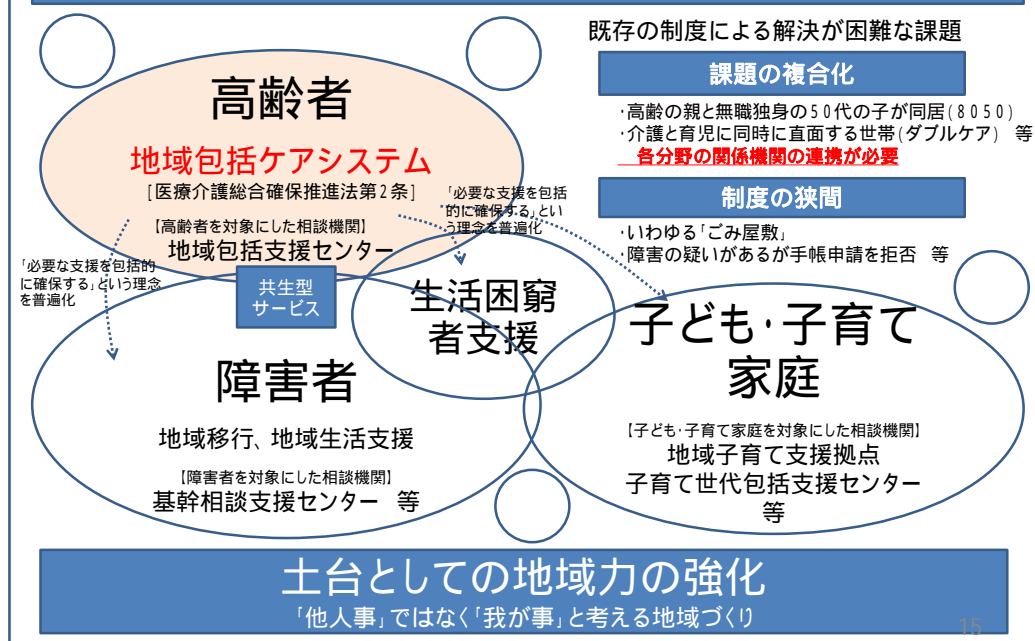 既存の制度による解決が困難な課題
課題の複合化
・高齢の親と無職独身の50代の子が同居(8050)
・介護と育児に同時に直面する世帯(ダブルケア) 等
各分野の関係機関の連携が必要
制度の狭間
・いわゆる「ごみ屋敷」
・障害の疑いがあるが手帳申請を拒否 等
高齢者
地域包括ケアシステム
[医療介護総合確保推進法第2条]
【高齢者を対象にした相談機関】
地域包括支援センター
「必要な支援を包括
的に確保する」とい
う理念を普遍化
「必要な支援を包括的
に確保する」という理念
を普遍化
共生型
サービス
生活困窮
者支援
障害者
地域移行、地域生活支援
【障害者を対象にした相談機関】
基幹相談支援センター 等
子ども・子育て
家庭
【子ども・子育て家庭を対象にした相談機関】
地域子育て支援拠点
子育て世代包括支援センター
等
土台としての地域力の強化
「他人事」ではなく「我が事」と考える地域づくり
15